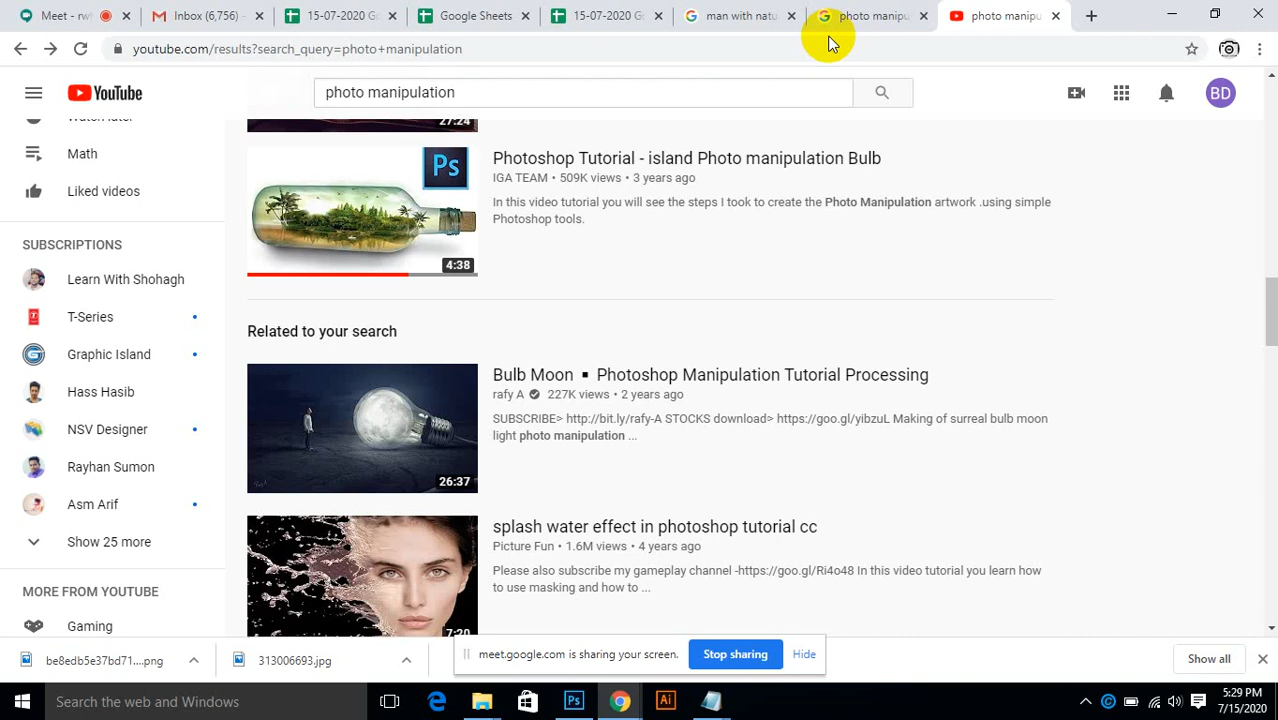 Meet - rw
Inbox (6,756) -
15-07-2020 G
Google Sheets
15-07-2020 G
man with natu
photo manipu
photo manipu
youtube.com/results?search_query=photo+manipulation
YouTube
photo manipulation
BD
27:24
Math
Liked videos
SUBSCRIPTIONS
Learn With Shohagh
T-Series
Graphic Island
Hass Hasib
NSV Designer
Rayhan Sumon
Asm Arif
Show 25 more
MORE FROM YOUTUBE
Gaming
Ps
4:38
Photoshop Tutorial - island Photo manipulation Bulb
IGA TEAM • 509K views • 3 years ago
In this video tutorial you will see the steps I took to create the Photo Manipulation artwork .using simple
Photoshop tools.
Related to your search
26:37
Bulb Moon ▪ Photoshop Manipulation Tutorial Processing
rafy A 227K views • 2 years ago
SUBSCRIBE> http://bit.ly/rafy-A STOCKS download> https://goo.gl/yibzuL Making of surreal bulb moon
light photo manipulation ...
7:20
splash water effect in photoshop tutorial cc
Picture Fun • 1.6M views • 4 years ago
Please also subscribe my gameplay channel -https://goo.gl/Ri4o48 In this video tutorial you learn how
to use masking and how to ...
be8edb5e37bd71....png
313006693.jpg
meet.google.com is sharing your screen.
Stop sharing
Hide
Show all
Search the web and Windows
Ps
Ai
5:29 PM
7/15/2020